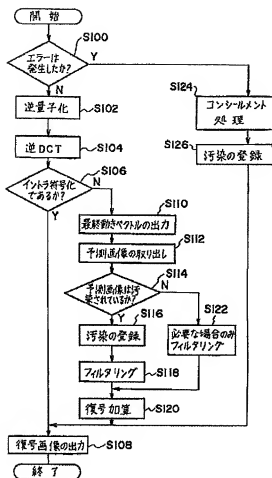 開始
S100
エラーは
発生したか?
Y
N
逆量子化
S102
逆DCT
S104
S106
イントラ符号化
であるか?
N
Y
S110
最終動きベクトルの出力
S112
予測画像の取り出し
S114
予測画像は汚
染されているか?
N
Y
S116
汚染の登録
S122
必要な場合のみ
フィルタリング
フィルタリング
S118
復号加算
S120
S124
コンシールメント
処理
S126
汚染の登録
復号画像の出力
S108
終了